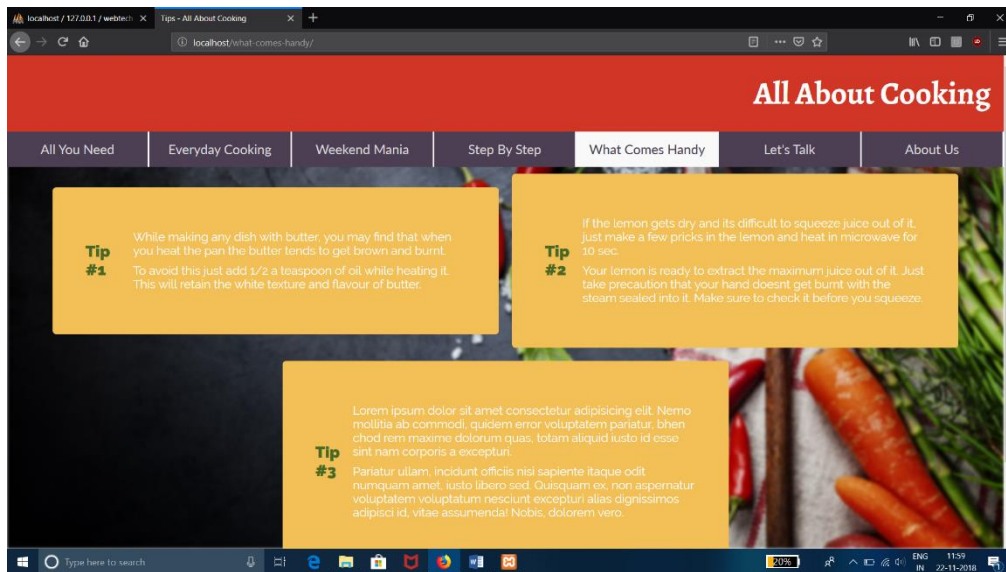 localhost / 127.0.0.1 / webtech
Tips - All About Cooking
localhost/what-comes-handy/
All About Cooking
All You Need
Everyday Cooking
Weekend Mania
Step By Step
What Comes Handy
Let's Talk
About Us
Tip
#1
While making any dish with butter, you may find that when
you heat the pan the butter tends to get brown and burnt.
To avoid this just add 1/2 a teaspoon of oil while heating it.
This will retain the white texture and flavour of butter.
Tip
#2
If the lemon gets dry and its difficult to squeeze juice out of it,
just make a few pricks in the lemon and heat in microwave for
10 sec.
Your lemon is ready to extract the maximum juice out of it. Just
take precaution that your hand doesnt get burnt with the
steam sealed into it. Make sure to check it before you squeeze.
Tip
#3
Lorem ipsum dolor sit amet consectetur adipisicing elit. Nemo
mollitia ab commodi, quidem error voluptatem pariatur, bhen
chod rem maxime dolorum quas, totam aliquid iusto id esse
sint nam corporis a excepturi.
Pariatur ullam, incidunt officiis nisi sapiente itaque odit
numquam amet, iusto libero sed. Quisquam ex, non aspernatur
voluptatem voluptatum nesciunt excepturi alias dignissimos
adipisci id, vitae assumenda! Nobis, dolorem vero.
Type here to search
20%
ENG
IN
11:59
22-11-2018